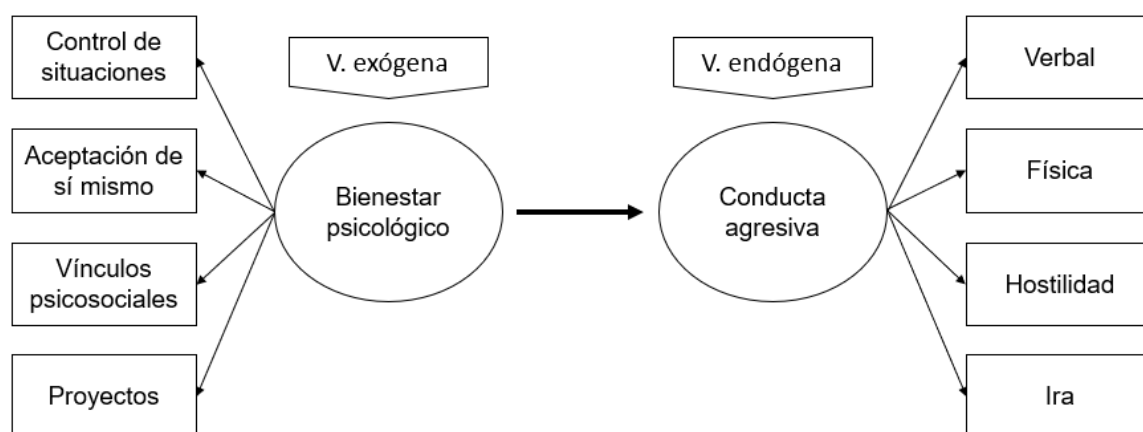 Control de
situaciones
V. exógena
V. endógena
Verbal
Aceptación de
sí mismo
Bienestar
psicológico
Conducta
agresiva
Física
Vínculos
psicosociales
Hostilidad
Proyectos
Ira